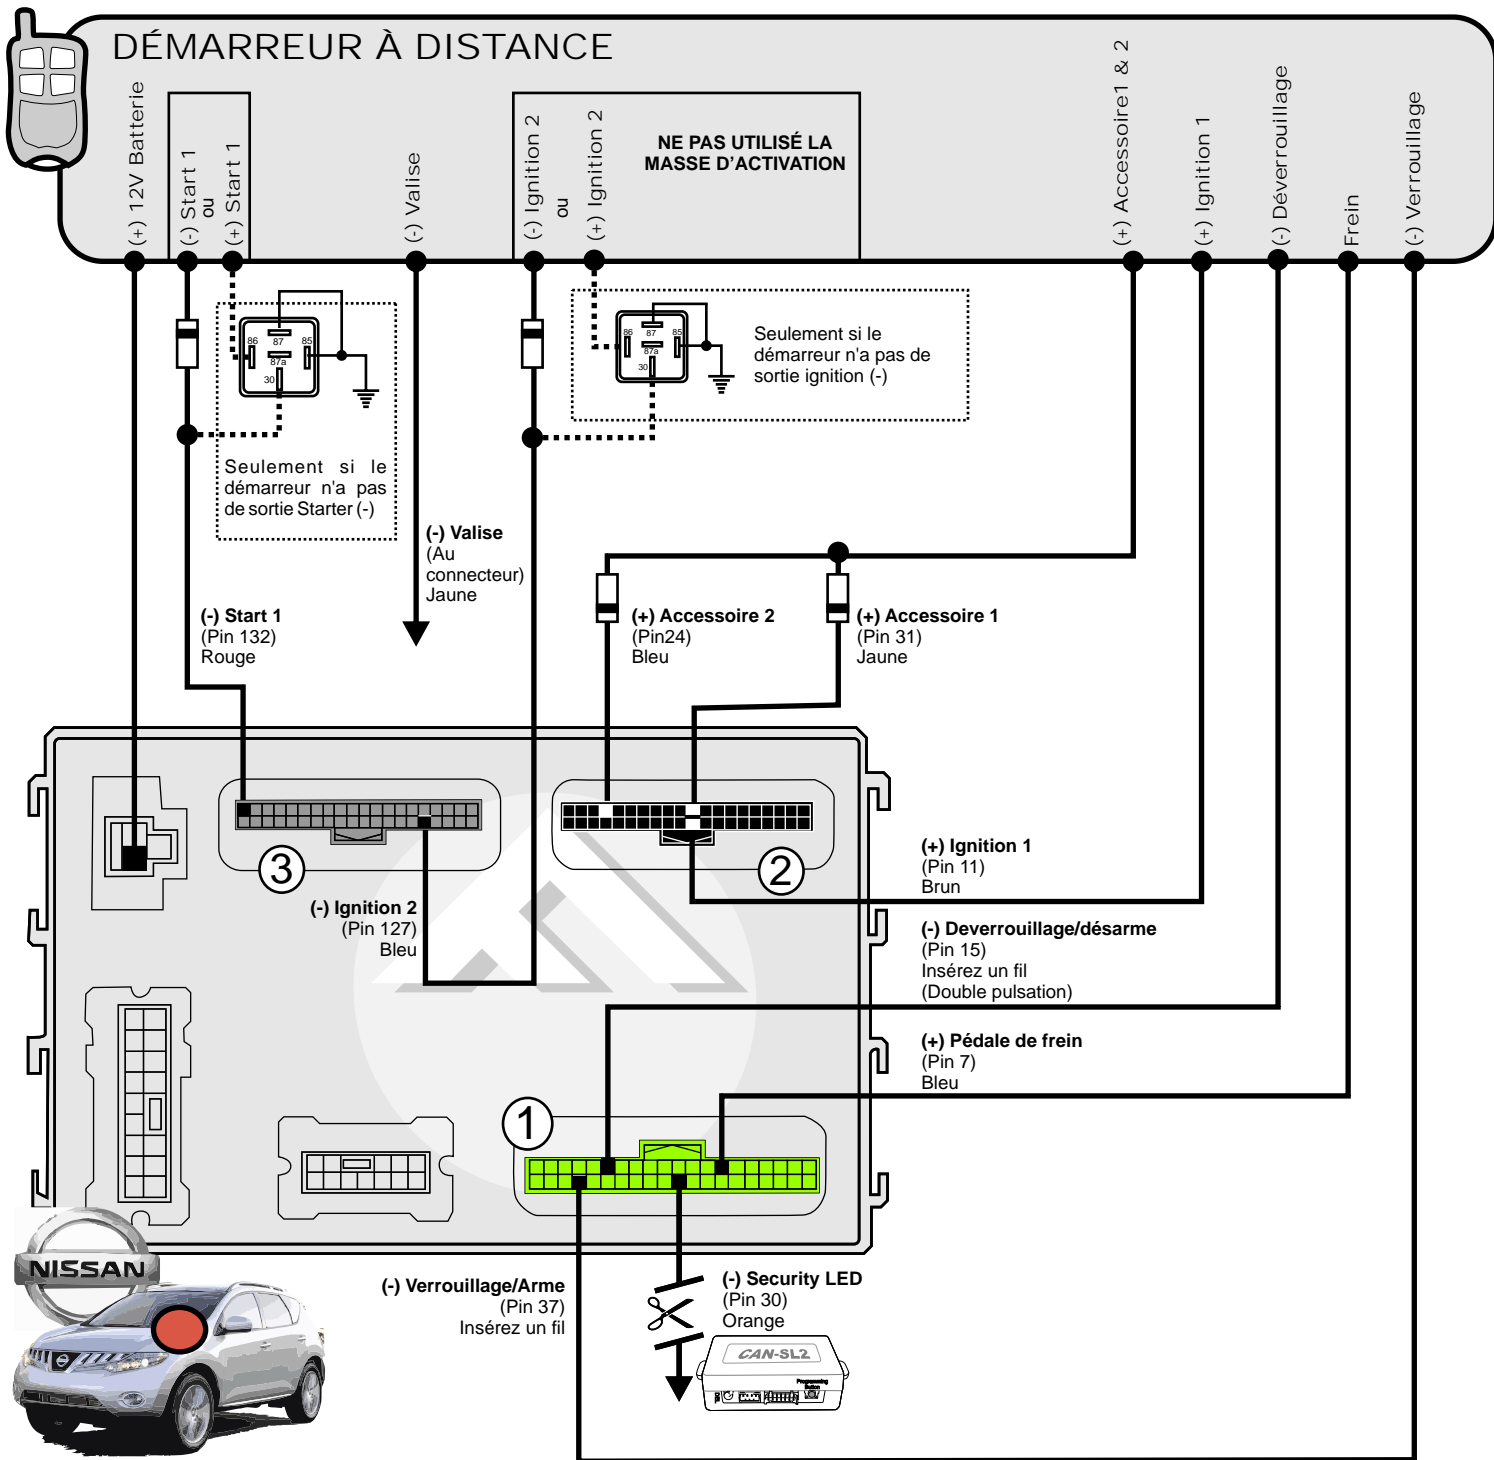 DÉMARREUR À DISTANCE
(+) 12V Batterie
(-) Start 1
ou
(+) Start 1
(-) Valise
(-) Ignition 2
ou
(+) Ignition 2
NE PAS UTILISÉ LA
MASSE D'ACTIVATION
(+) Accessoire1 & 2
(+) Ignition 1
(-) Déverrouillage
Frein
(-) Verrouillage
86
87
85
87a
30
Seulement si le
démarreur n'a pas
de sortie Starter (-)
86
87
85
87a
30
Seulement si le
démarreur n'a pas de
sortie ignition (-)
(-) Valise
(Au
connecteur)
Jaune
(-) Start 1
(Pin 132)
Rouge
(+) Accessoire 2
(Pin24)
Bleu
(+) Accessoire 1
(Pin 31)
Jaune
3
2
(-) Ignition 2
(Pin 127)
Bleu
(+) Ignition 1
(Pin 11)
Brun
(-) Deverrouillage/désarme
(Pin 15)
Insérez un fil
(Double pulsation)
(+) Pédale de frein
(Pin 7)
Bleu
1
NISSAN
(-) Verrouillage/Arme
(Pin 37)
Insérez un fil
(-) Security LED
(Pin 30)
Orange
CAN-SL2
Programming
Button